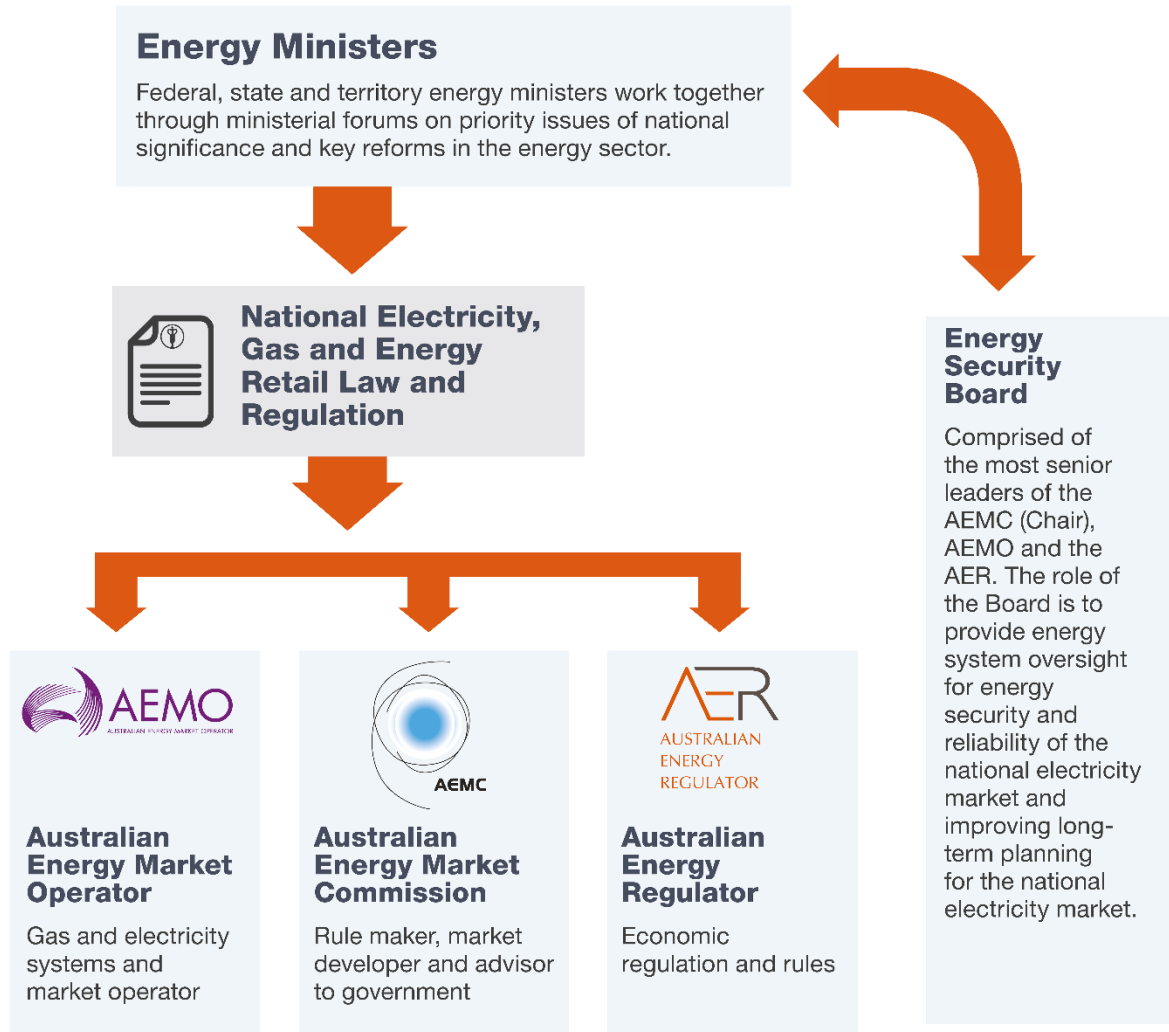 Energy Ministers
Federal, state and territory energy ministers work together
through ministerial forums on priority issues of national
significance and key reforms in the energy sector.
National Electricity,
Gas and Energy
Retail Law and
Regulation
Energy
Security
Board
Comprised of
the most senior
leaders of the
AEMC (Chair),
AEMO and the
AER. The role of
the Board is to
provide energy
system oversight
for energy
security and
reliability of the
national electricity
market and
improving long-
term planning
for the national
electricity market.
AEMO
AUSTRALIAN ENERGY MARKET OPERATOR
Australian
Energy Market
Operator
Gas and electricity
systems and
market operator
AEMC
Australian
Energy Market
Commission
Rule maker, market
developer and advisor
to government
AER
AUSTRALIAN
ENERGY
REGULATOR
Australian
Energy
Regulator
Economic
regulation and rules